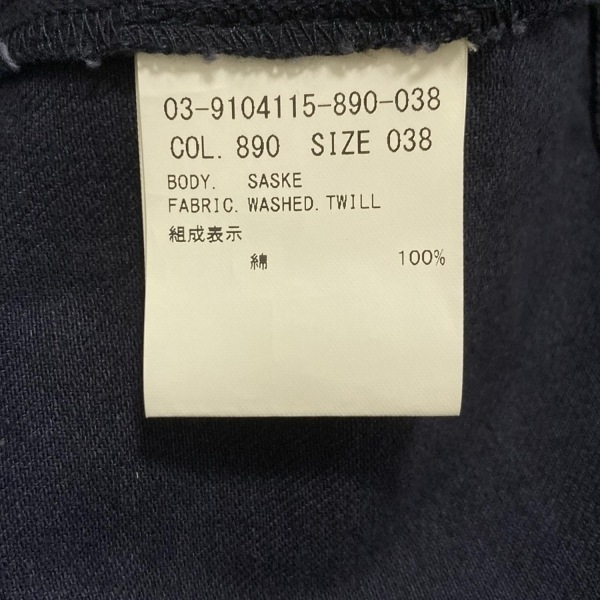 03-9104115-890-038
COL. 890 SIZE 038
BODY. SASKE
FABRIC. WASHED. TWILL
組成表示
綿 100%